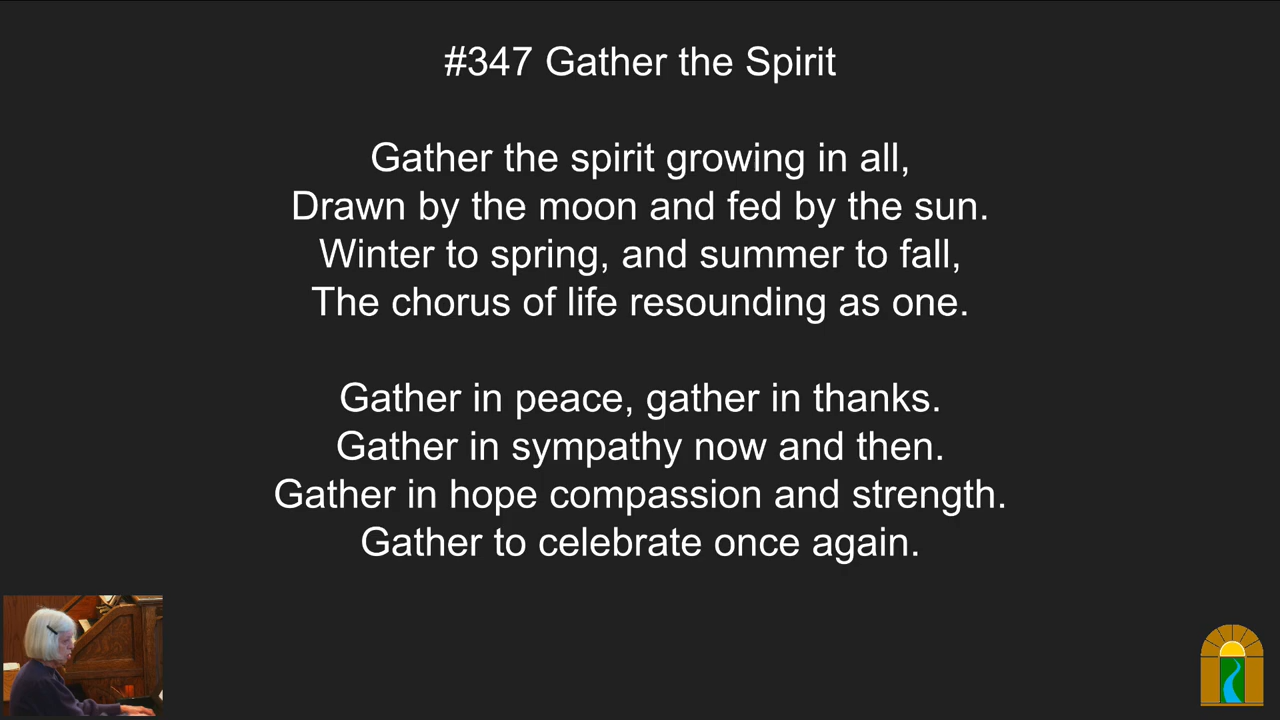 #347 Gather the Spirit
Gather the spirit growing in all,
Drawn by the moon and fed by the sun.
Winter to spring, and summer to fall,
The chorus of life resounding as one.
Gather in peace, gather in thanks.
Gather in sympathy now and then.
Gather in hope compassion and strength.
Gather to celebrate once again.